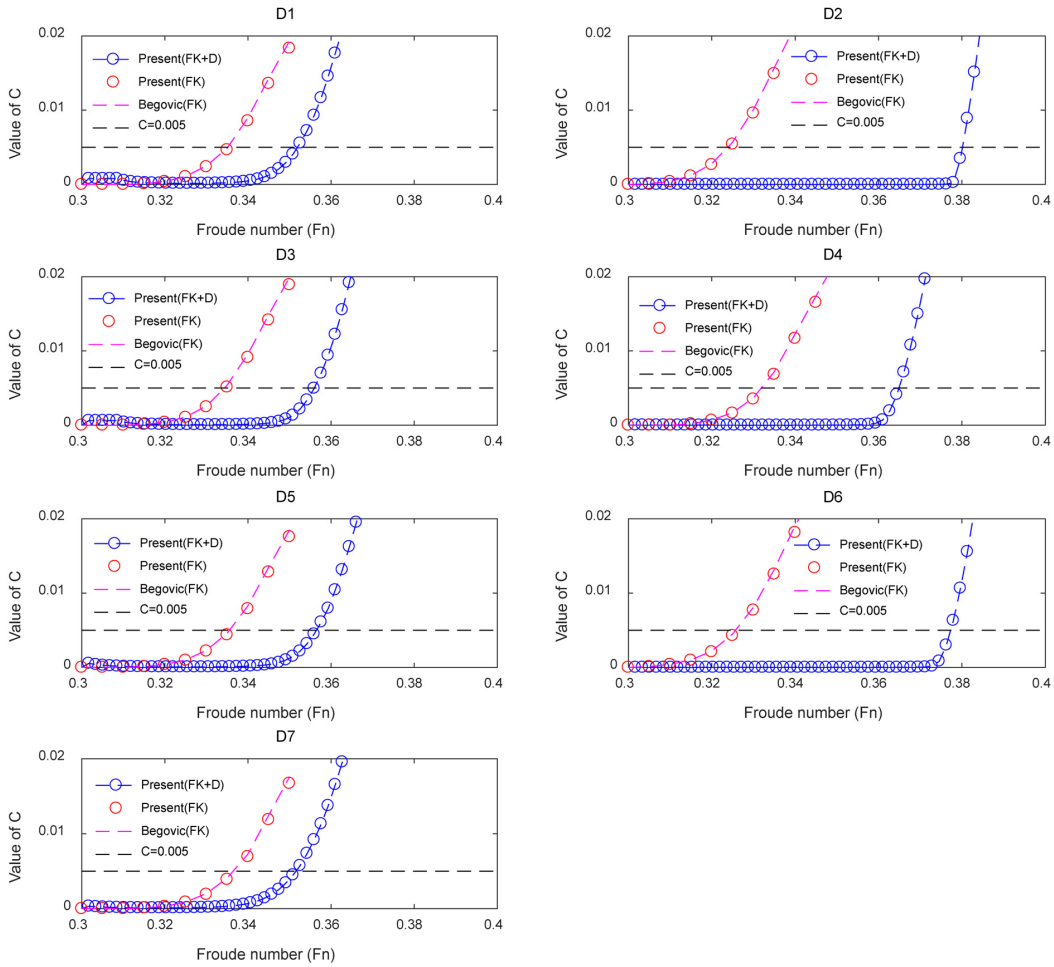 D1
0.02
0.01
0
Value of C
Present(FK+D)
Present(FK)
Begovic(FK)
C=0.005
0.3
0.32
0.34
0.36
0.38
0.4
Froude number (Fn)
D2
0.02
0.01
0
Value of C
Present(FK+D)
Present(FK)
Begovic(FK)
C=0.005
0.3
0.32
0.34
0.36
0.38
0.4
Froude number (Fn)
D3
0.02
0.01
0
Value of C
Present(FK+D)
Present(FK)
Begovic(FK)
C=0.005
0.3
0.32
0.34
0.36
0.38
0.4
Froude number (Fn)
D4
0.02
0.01
0
Value of C
Present(FK+D)
Present(FK)
Begovic(FK)
C=0.005
0.3
0.32
0.34
0.36
0.38
0.4
Froude number (Fn)
D5
0.02
0.01
0
Value of C
Present(FK+D)
Present(FK)
Begovic(FK)
C=0.005
0.3
0.32
0.34
0.36
0.38
0.4
Froude number (Fn)
D6
0.02
0.01
0
Value of C
Present(FK+D)
Present(FK)
Begovic(FK)
C=0.005
0.3
0.32
0.34
0.36
0.38
0.4
Froude number (Fn)
D7
0.02
0.01
0
Value of C
Present(FK+D)
Present(FK)
Begovic(FK)
C=0.005
0.3
0.32
0.34
0.36
0.38
0.4
Froude number (Fn)